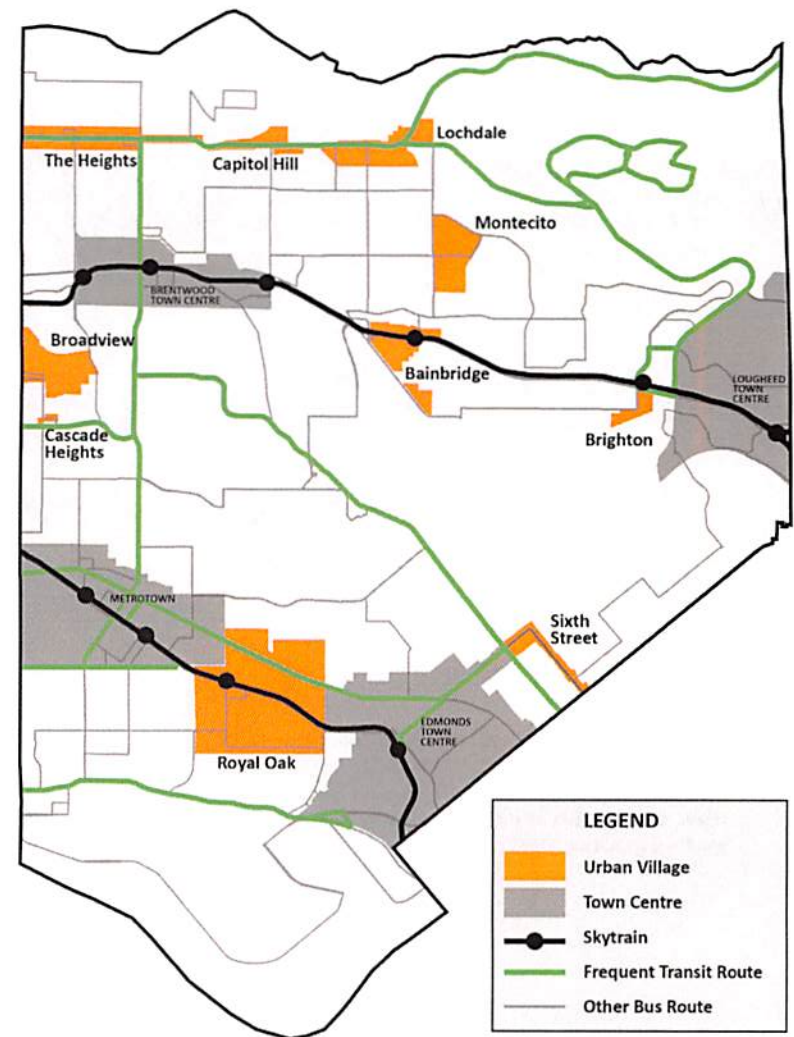 Lochdale
The Heights
Capitol Hill
Montecito
BRENTWOOD
TOWN CENTRE
Broadview
Bainbridge
LOUGHEED
TOWN
CENTRE
Brighton
Cascade
Heights
METROTOWN
Sixth
Street
EDMONDS
TOWN
CENTRE
Royal Oak
LEGEND
Urban Village
Town Centre
Skytrain
Frequent Transit Route
Other Bus Route